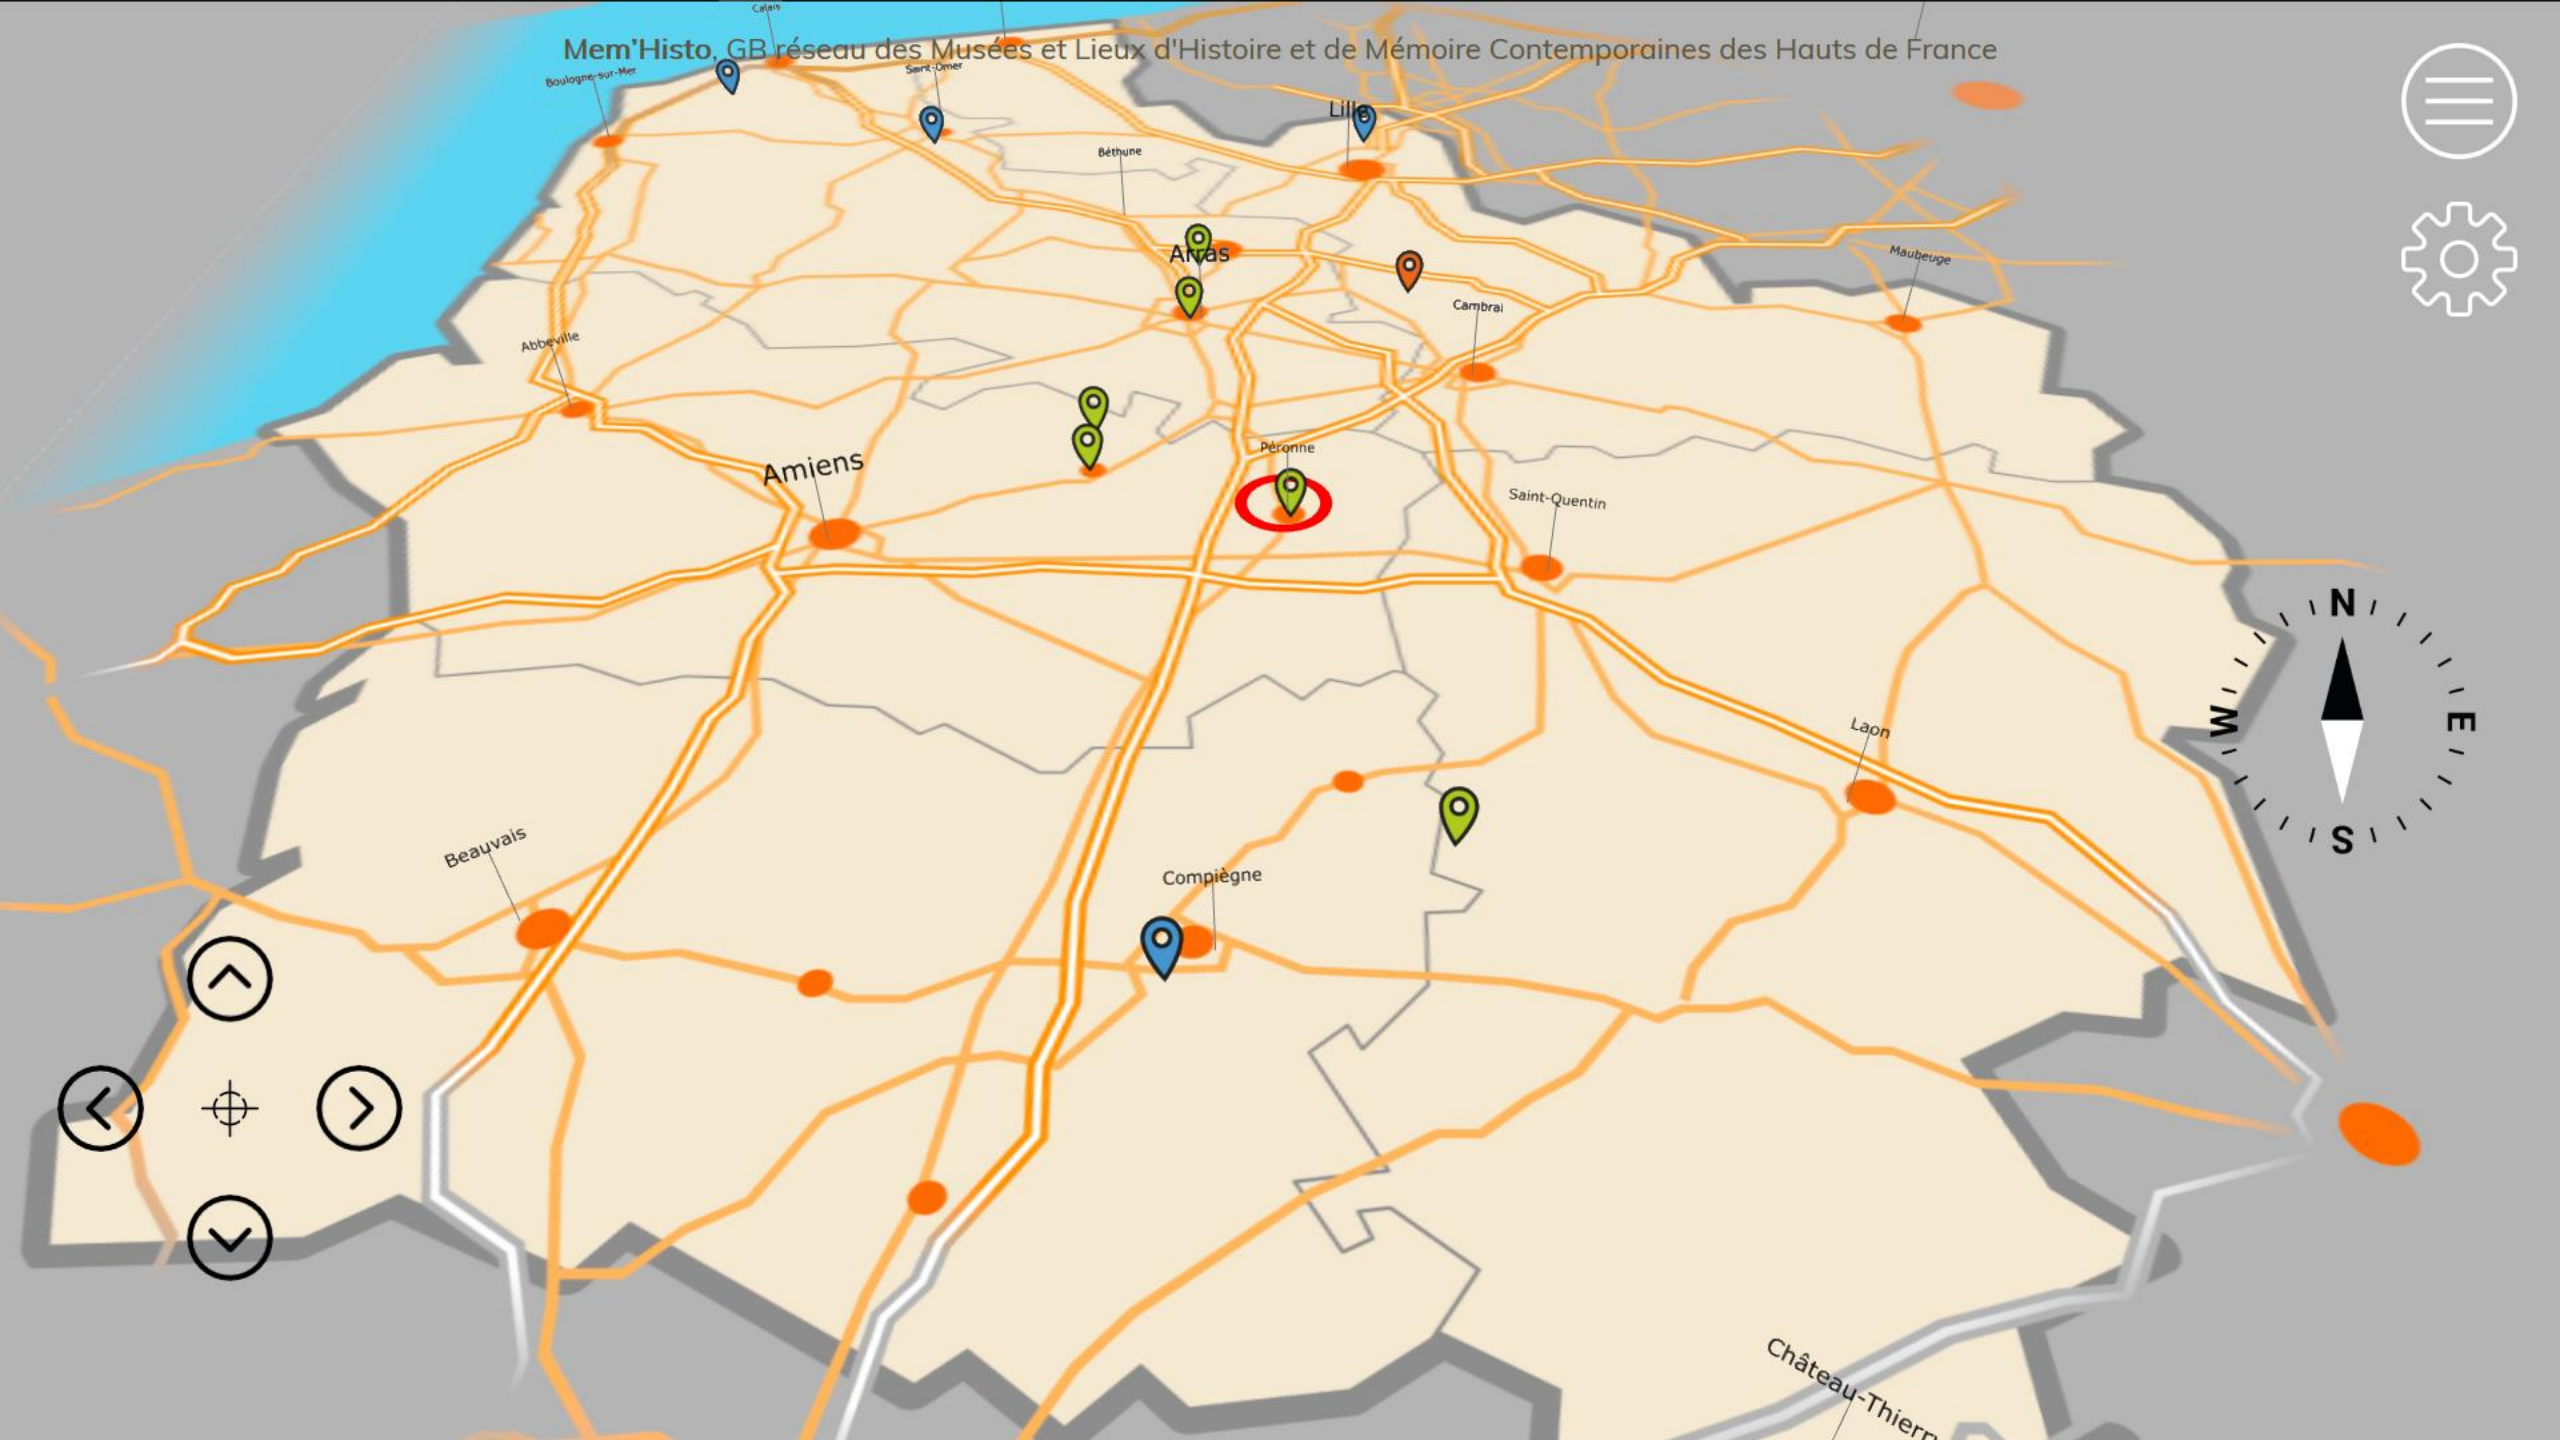 Calais
Mem'Histo, GB réseau des Musées et Lieux d'Histoire et de Mémoire Contemporaines des Hauts de France
Boulogne-sur-Mer
Saint-Omer
Lille
Béthune
Arras
Maubeuge
Cambrai
Abbeville
Péronne
Amiens
Saint-Quentin
N
W
E
S
Laon
Beauvais
Compiègne
Château-Thierr